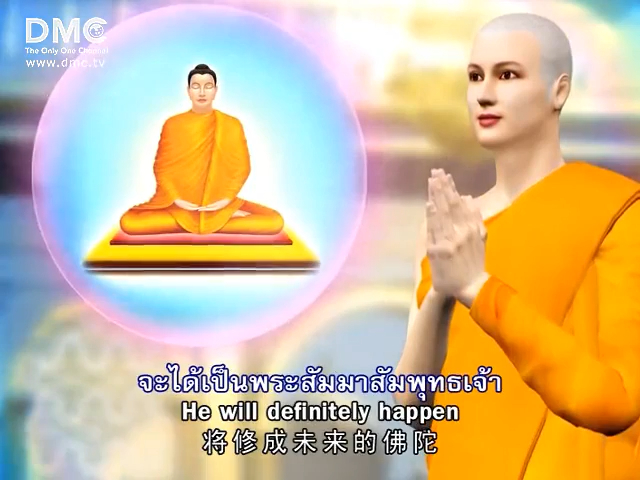 DMC
The Only One Channel
www.dmc.tv
จะได้เป็นพระสัมมาสัมพุทธเจ้า
He will definitely happen
将修成未来的佛陀